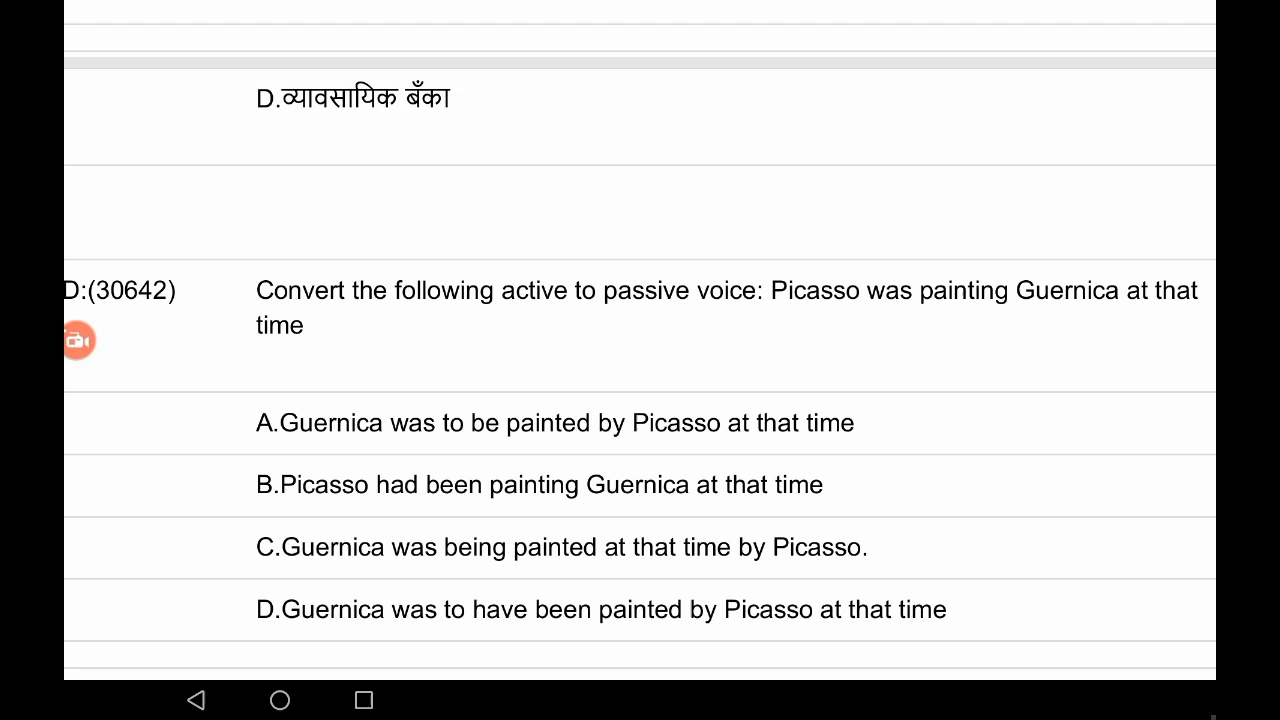 D.व्यावसायिक बँका
D:(30642)
Convert the following active to passive voice: Picasso was painting Guernica at that
time
A.Guernica was to be painted by Picasso at that time
B.Picasso had been painting Guernica at that time
C.Guernica was being painted at that time by Picasso.
D.Guernica was to have been painted by Picasso at that time